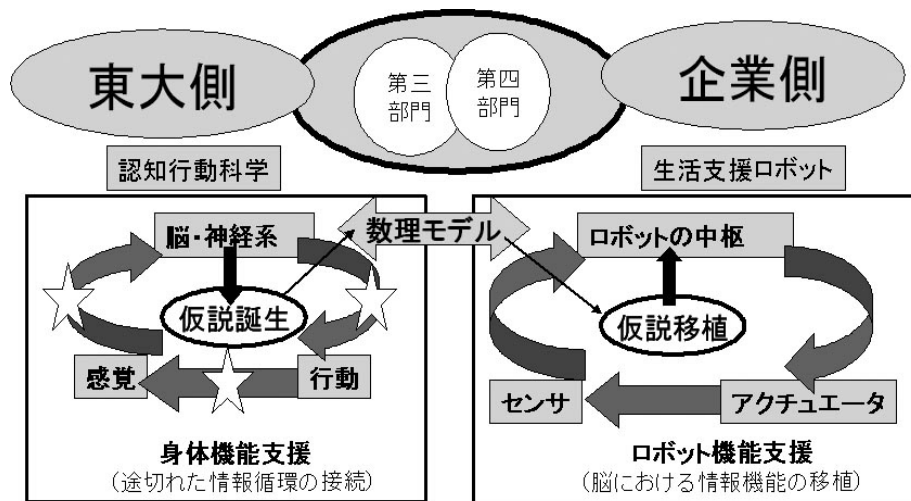 東大側
第三
部門
第四
部門
企業側
認知行動科学
生活支援ロボット
脳・神経系
数理モデル
ロボットの中枢
仮説誕生
仮説移植
感覚
行動
センサ
アクチュエータ
身体機能支援
(途切れた情報循環の接続)
ロボット機能支援
(脳における情報機能の移植)